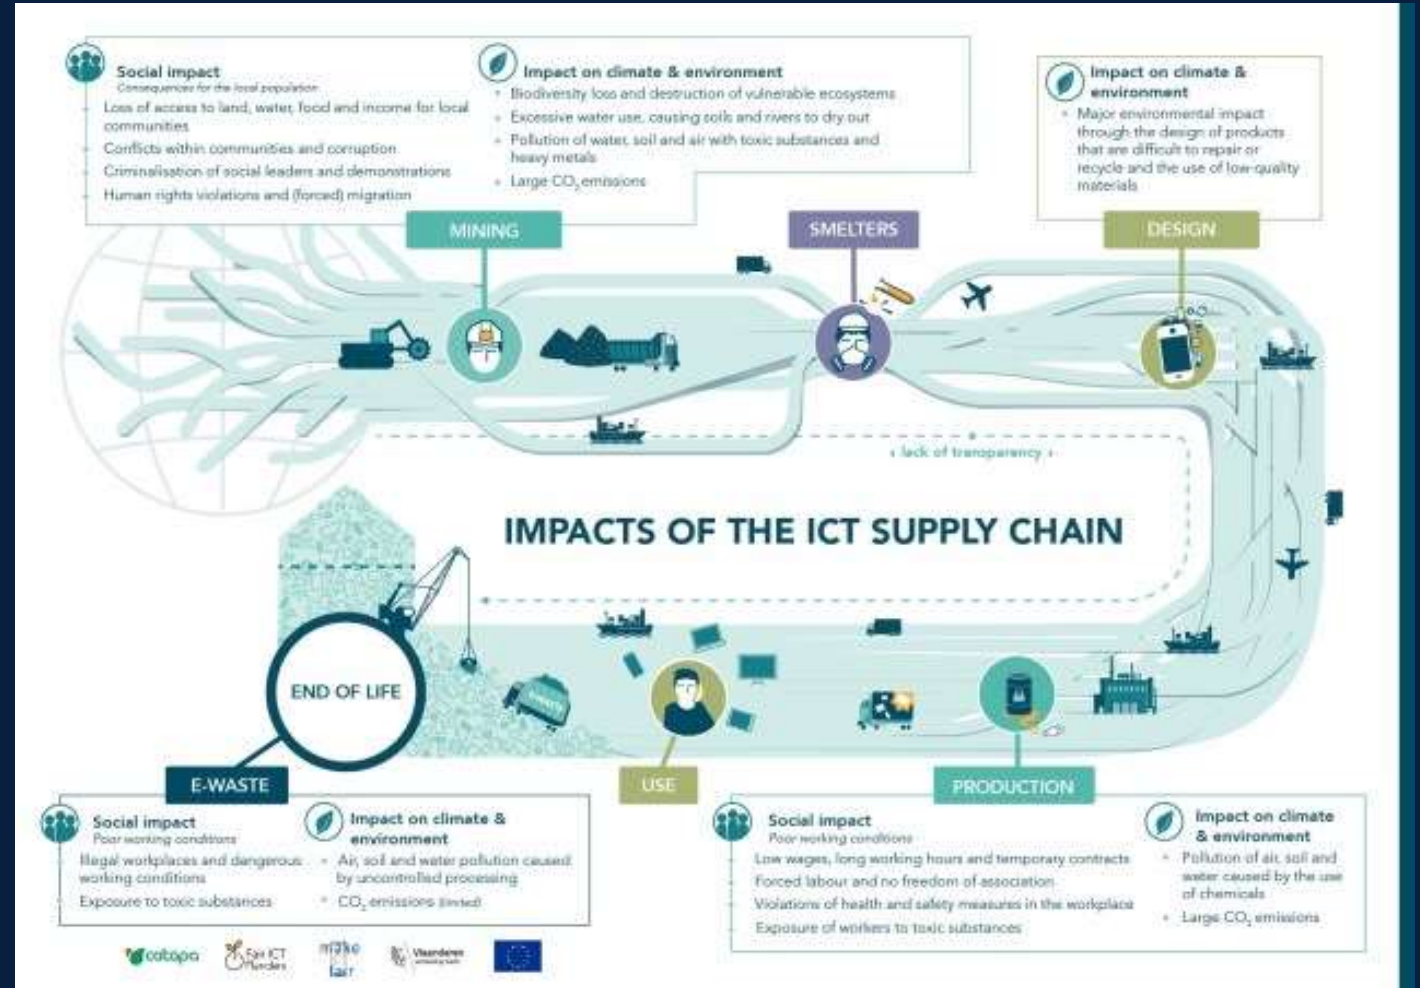 Social impact
Consequences for the local population
Loss of access to land, water, food and income for local
communities
Conflicts within communities and corruption
Criminalisation of social leaders and demonstrations
Human rights violations and (forced) migration
Impact on climate & environment
Biodiversity loss and destruction of vulnerable ecosystems
Excessive water use, causing soils and rivers to dry out
Pollution of water, soil and air with toxic substances and
heavy metals
Large CO₂ emissions
Impact on climate &
environment
Major environmental impact
through the design of products
that are difficult to repair or
recycle and the use of low-quality
materials
MINING
SMELTERS
DESIGN
‹ lack of transparency ›
IMPACTS OF THE ICT SUPPLY CHAIN
END OF LIFE
E-WASTE
USE
PRODUCTION
Social impact
Poor working conditions
Illegal workplaces and dangerous
working conditions
Exposure to toxic substances
Impact on climate &
environment
Air, soil and water pollution caused
by uncontrolled processing
CO₂ emissions (limited)
Social impact
Poor working conditions
Low wages, long working hours and temporary contracts
Forced labour and no freedom of association
Violations of health and safety measures in the workplace
Exposure of workers to toxic substances
Impact on climate
& environment
Pollution of air, soil and
water caused by the use
of chemicals
Large CO₂ emissions
catapa
Fair ICT
Flanders
make
fair
Vlaanderen